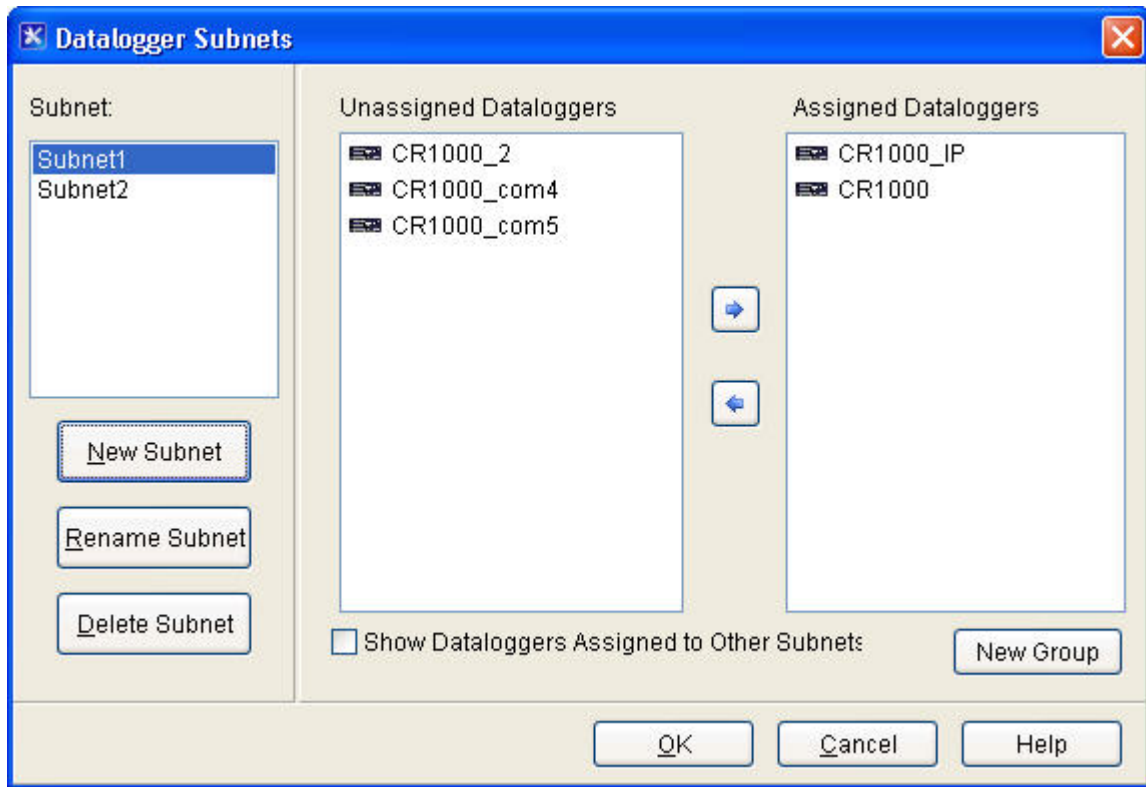 Datalogger Subnets
Subnet:
Subnet1
Subnet2
New Subnet
Rename Subnet
Delete Subnet
Unassigned Dataloggers
CR1000_2
CR1000_com4
CR1000_com5
Assigned Dataloggers
CR1000_IP
CR1000
Show Dataloggers Assigned to Other Subnets
New Group
OK
Cancel
Help